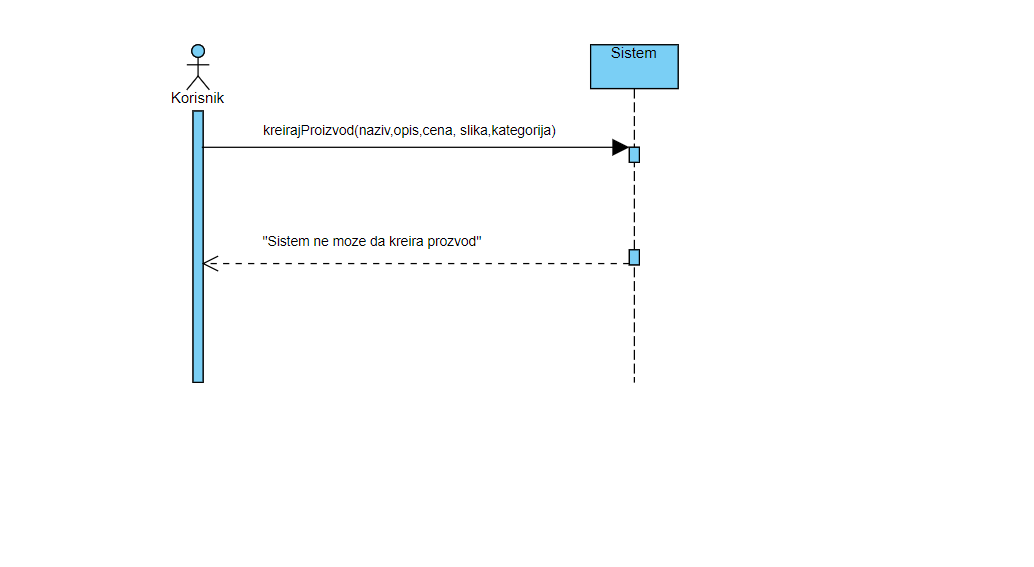 Sistem
Korisnik
kreirajProizvod(naziv,opis,cena, slika,kategorija)
"Sistem ne moze da kreira prozvod"